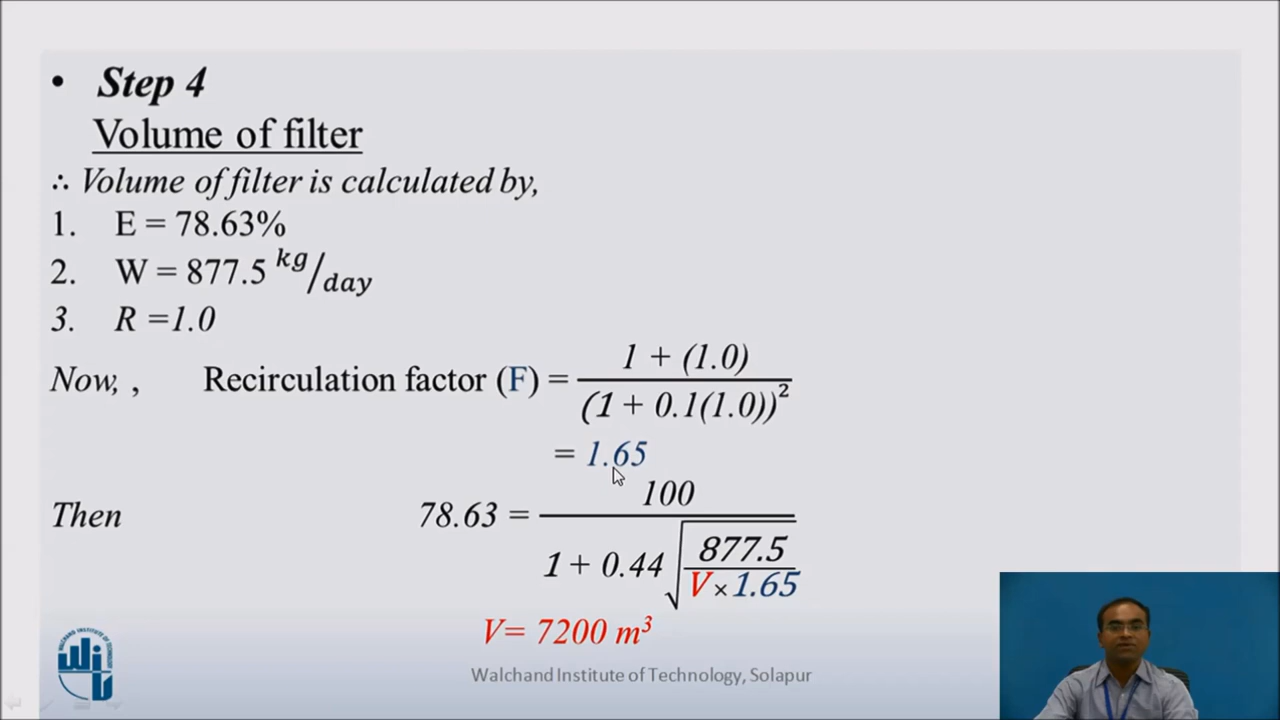 • Step 4
Volume of filter
∴ Volume of filter is calculated by,
1. E = 78.63%
2. W = 877.5 kg/day
3. R =1.0
Now, , Recirculation factor (F) = 1 + (1.0) / (1 + 0.1(1.0))²
= 1.65
Then 78.63 = 100 / 1 + 0.44 √ 877.5 / V × 1.65
V= 7200 m³
Walchand Institute of Technology, Solapur